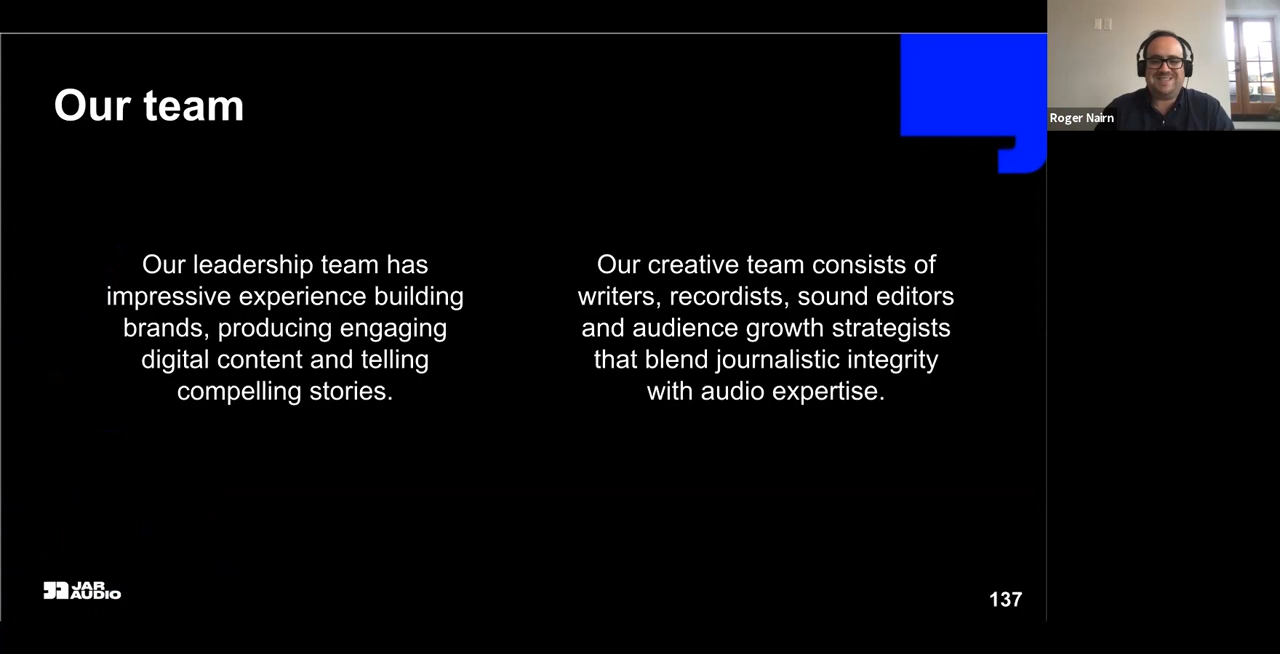 Our team
Our leadership team has
impressive experience building
brands, producing engaging
digital content and telling
compelling stories.
Our creative team consists of
writers, recordists, sound editors
and audience growth strategists
that blend journalistic integrity
with audio expertise.
JAR
AUDIO
137
Roger Nairn